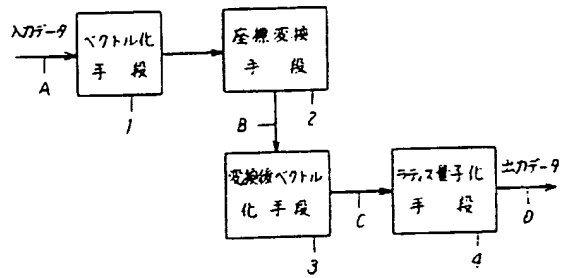 入力データ
A
ベクトル化
手段
1
座標変換
手段
2
B
変換後ベクトル
化手段
3
C
ラティス量子化
手段
4
出力データ
D